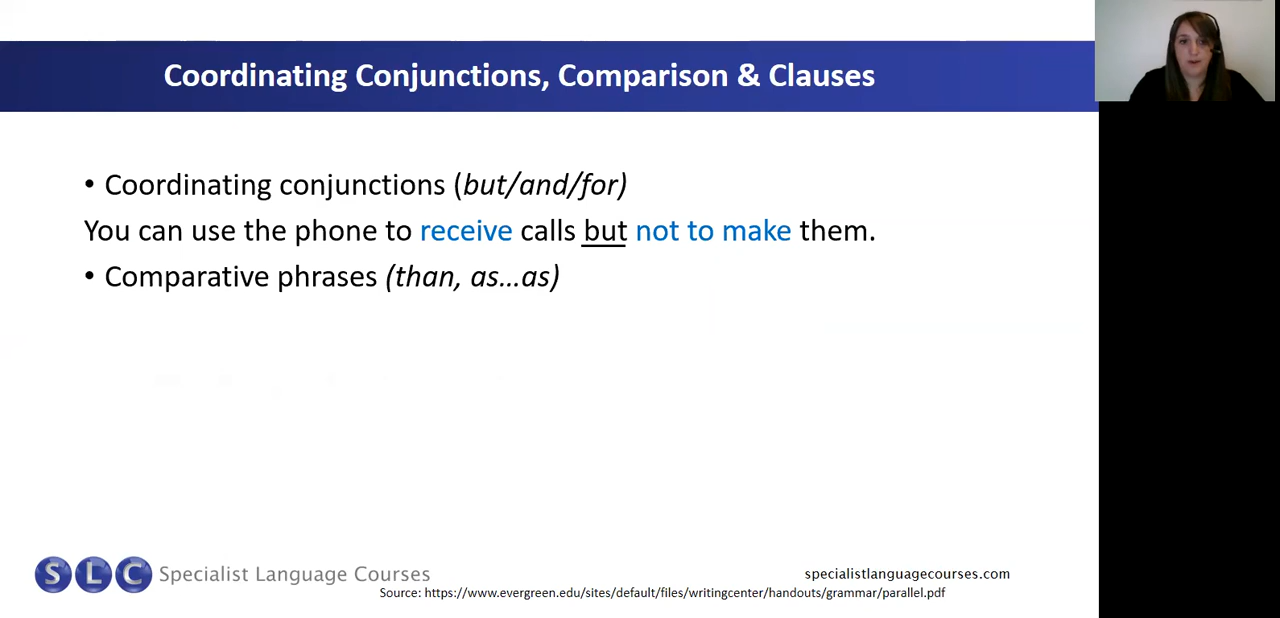 Coordinating Conjunctions, Comparison & Clauses
• Coordinating conjunctions (but/and/for)
You can use the phone to receive calls but not to make them.
• Comparative phrases (than, as...as)
SLC Specialist Language Courses
specialistlanguagecourses.com
Source: https://www.evergreen.edu/sites/default/files/writingcenter/handouts/grammar/parallel.pdf